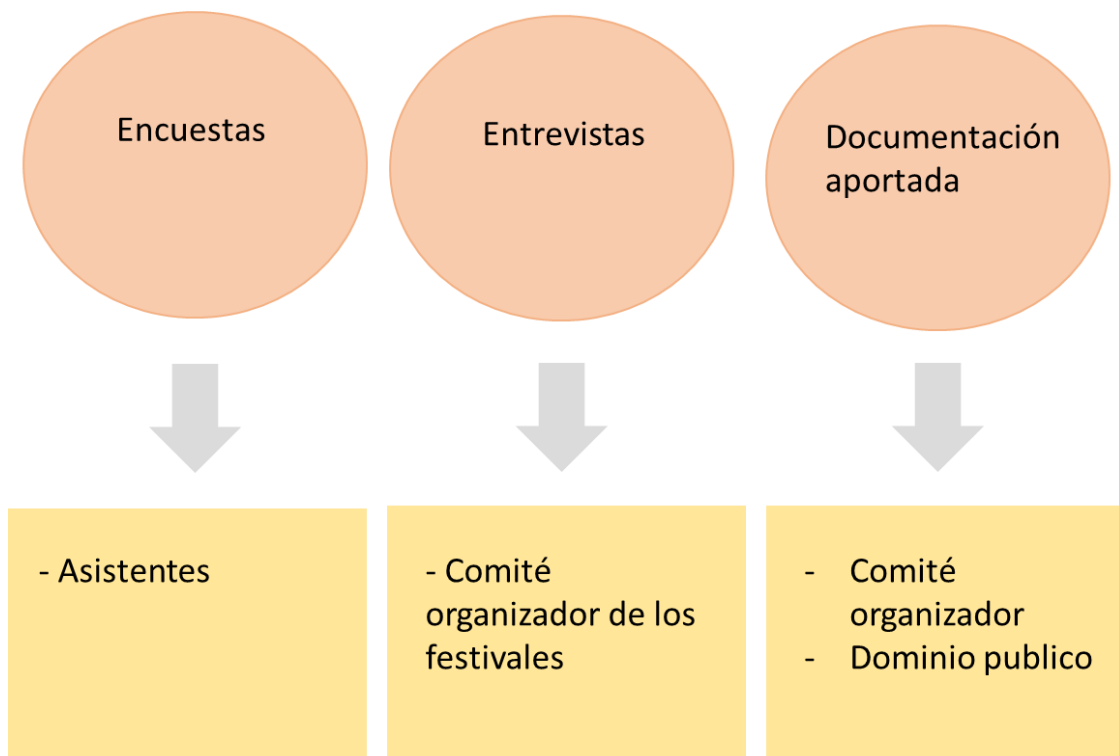 Encuestas
Entrevistas
Documentación
aportada
- Asistentes
- Comité
organizador de los
festivales
- Comité
organizador
- Dominio publico